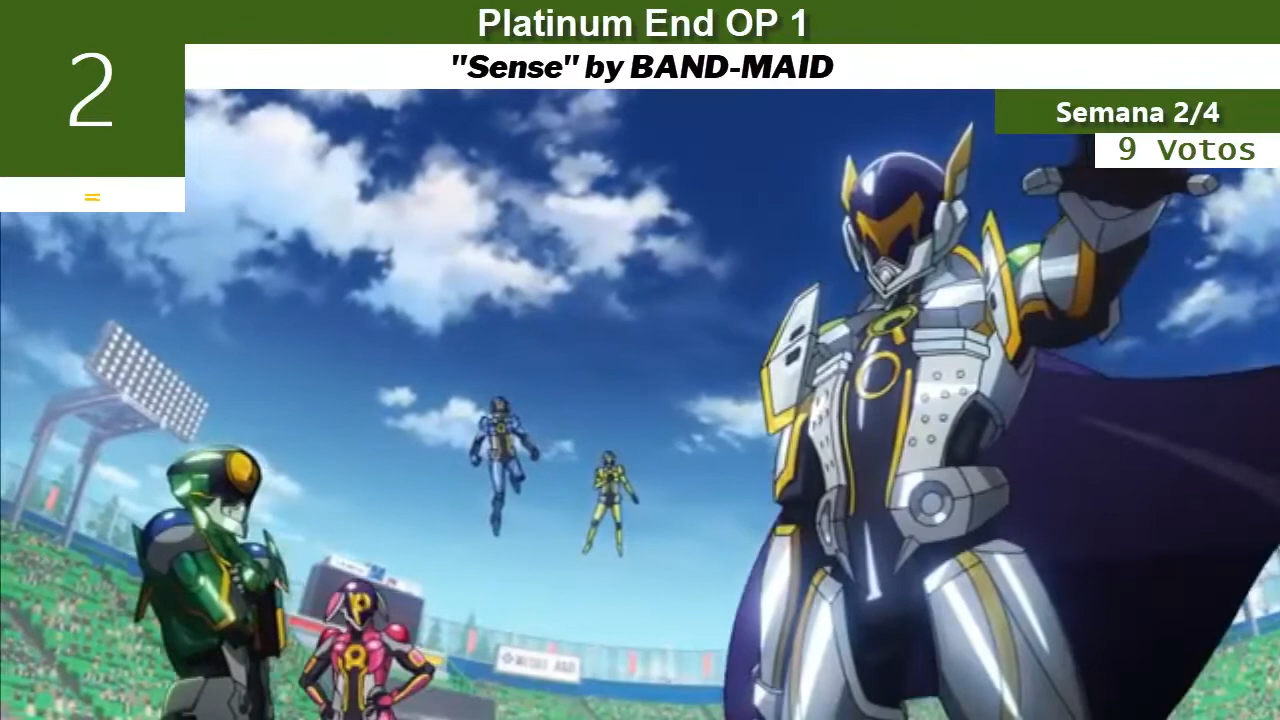 Platinum End OP 1
2
"Sense" by BAND-MAID
Semana 2/4
9 Votos
=
P